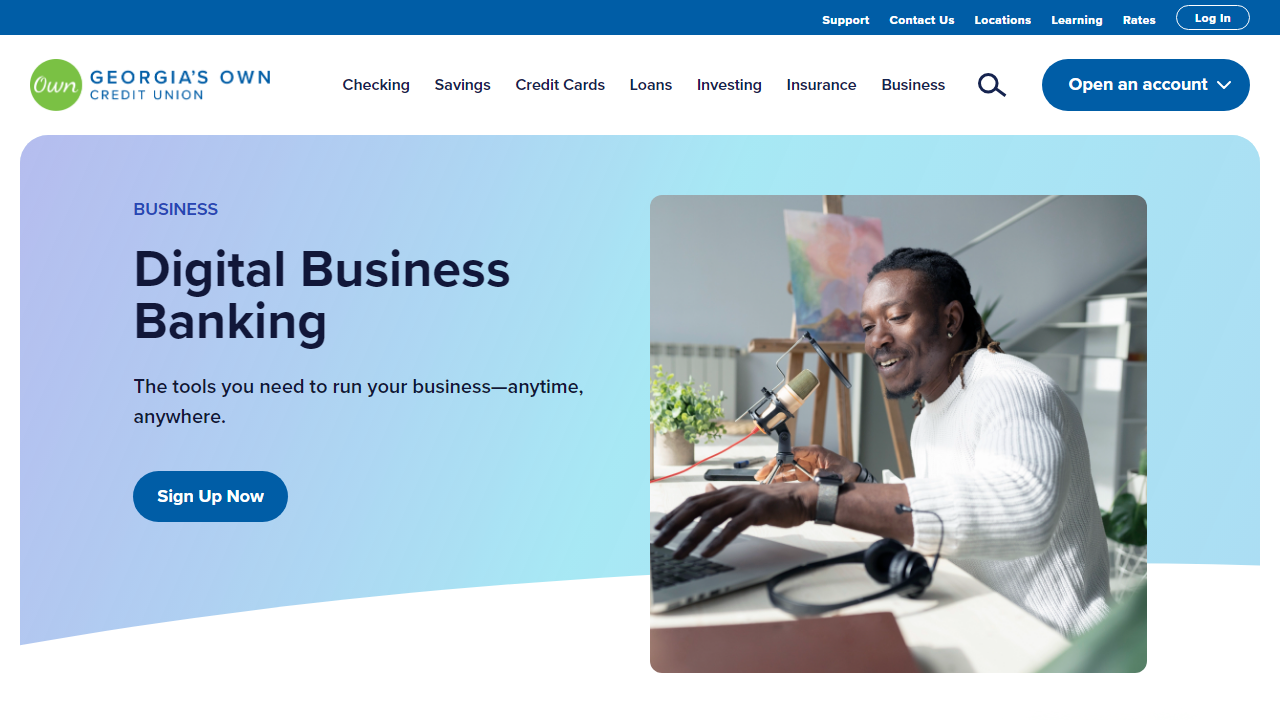 Support Contact Us Locations Learning Rates Log In
Own GEORGIA'S OWN
CREDIT UNION
Checking Savings Credit Cards Loans Investing Insurance Business Open an account
BUSINESS
Digital Business
Banking
The tools you need to run your business—anytime,
anywhere.
Sign Up Now